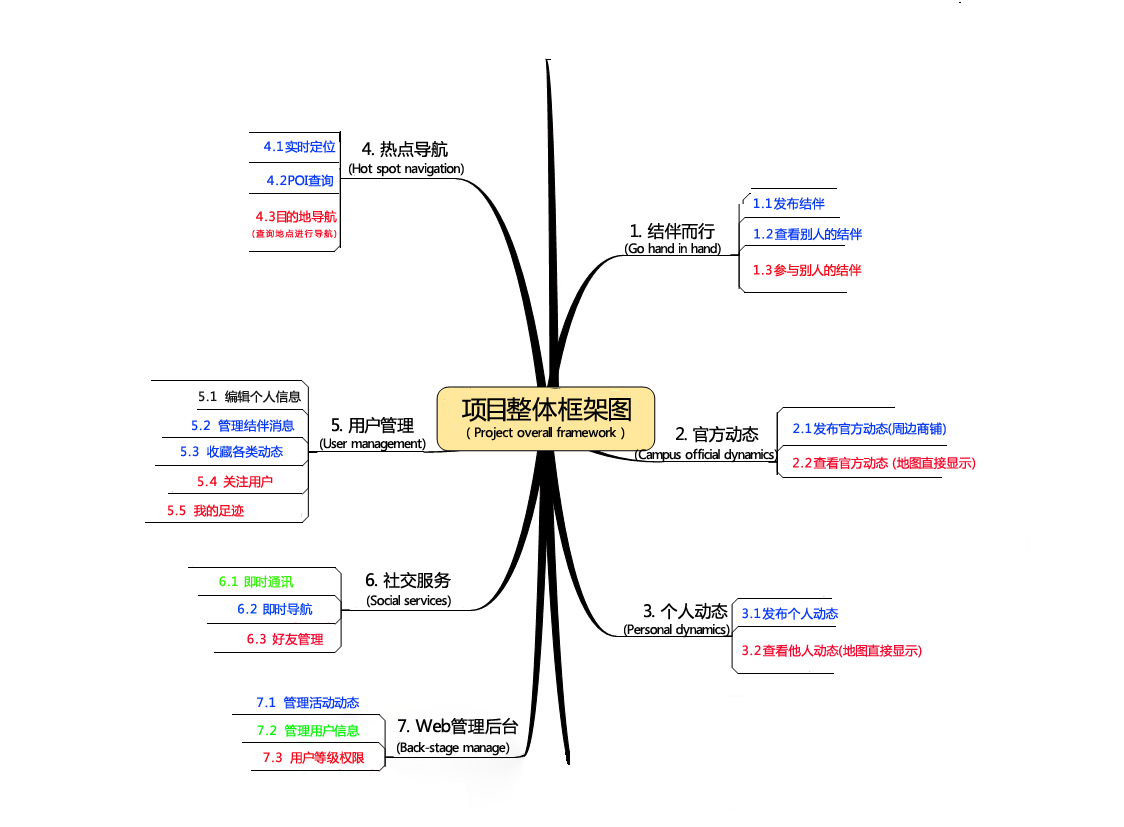 项目整体框架图
( Project overall framework )
1. 结伴而行
(Go hand in hand)
1.1发布结伴
1.2查看别人的结伴
1.3参与别人的结伴
2. 官方动态
(Campus official dynamics)
2.1发布官方动态(周边商铺)
2.2查看官方动态 (地图直接显示)
3. 个人动态
(Personal dynamics)
3.1发布个人动态
3.2查看他人动态(地图直接显示)
4. 热点导航
(Hot spot navigation)
4.1实时定位
4.2POI查询
4.3目的地导航
(查询地点进行导航)
5. 用户管理
(User management)
5.1 编辑个人信息
5.2 管理结伴消息
5.3 收藏各类动态
5.4 关注用户
5.5 我的足迹
6. 社交服务
(Social services)
6.1 即时通讯
6.2 即时导航
6.3 好友管理
7. Web管理后台
(Back-stage manage)
7.1 管理活动动态
7.2 管理用户信息
7.3 用户等级权限